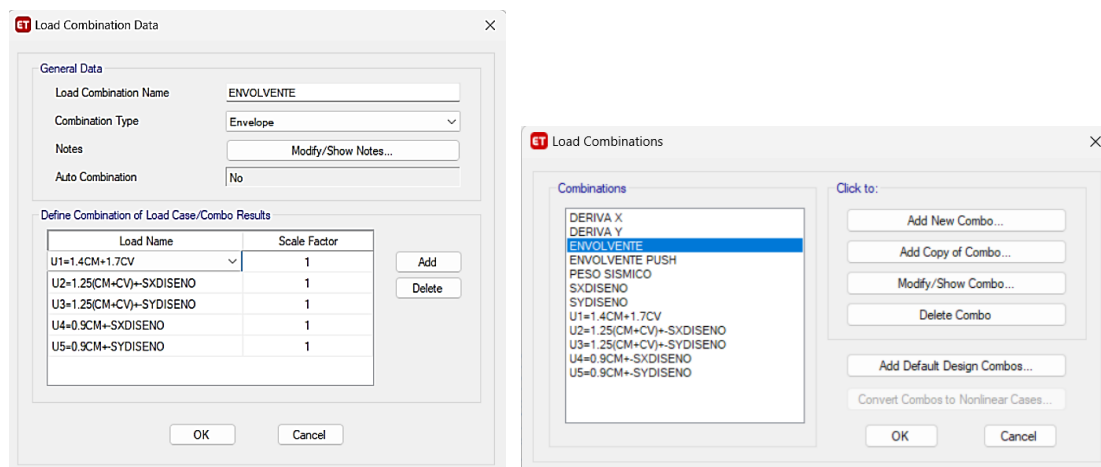 ET Load Combination Data
General Data
Load Combination Name ENVOLVENTE
Combination Type Envelope
Notes Modify/Show Notes...
Auto Combination No
Define Combination of Load Case/Combo Results
Load Name Scale Factor
U1=1.4CM+1.7CV 1
U2=1.25(CM+CV)+-SXDISENO 1
U3=1.25(CM+CV)+-SYDISENO 1
U4=0.9CM+-SXDISENO 1
U5=0.9CM+-SYDISENO 1
Add
Delete
OK Cancel
ET Load Combinations
Combinations
DERIVA X
DERIVA Y
ENVOLVENTE
ENVOLVENTE PUSH
PESO SISMICO
SXDISENO
SYDISENO
U1=1.4CM+1.7CV
U2=1.25(CM+CV)+-SXDISENO
U3=1.25(CM+CV)+-SYDISENO
U4=0.9CM+-SXDISENO
U5=0.9CM+-SYDISENO
Click to:
Add New Combo...
Add Copy of Combo...
Modify/Show Combo...
Delete Combo
Add Default Design Combos...
Convert Combos to Nonlinear Cases...
OK Cancel